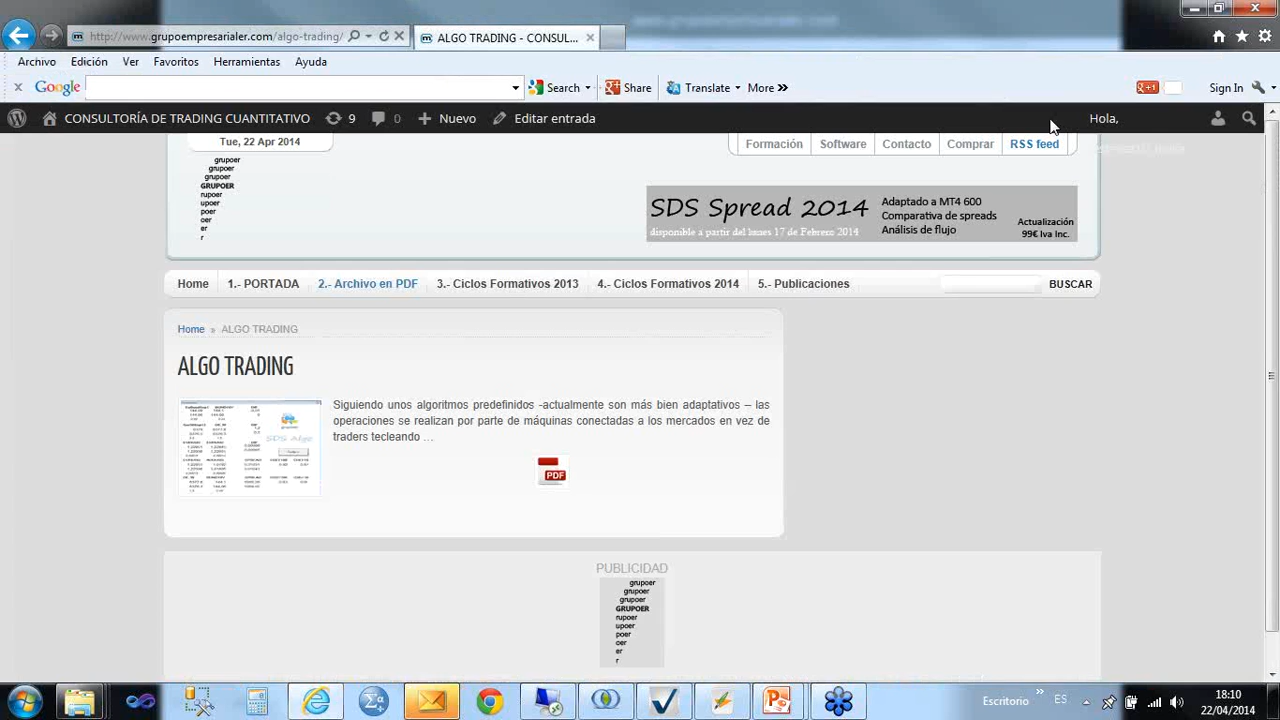 http://www.grupoempresarialer.com/algo-trading/
ALGO TRADING - CONSUL...
Archivo Edición Ver Favoritos Herramientas Ayuda
Google Search Share Translate More »
+1 Sign In
CONSULTORÍA DE TRADING CUANTITATIVO 9 0 Nuevo Editar entrada Hola,
Tue, 22 Apr 2014
Formación Software Contacto Comprar RSS feed
grupoer
grupoer
grupoer
GRUPOER
rupoer
upoer
poer
oer
er
r
SDS Spread 2014
disponible a partir del lunes 17 de Febrero 2014
Adaptado a MT4 600
Comparativa de spreads
Análisis de flujo
Actualización
99€ Iva Inc.
Home 1.- PORTADA 2.- Archivo en PDF 3.- Ciclos Formativos 2013 4.- Ciclos Formativos 2014 5.- Publicaciones BUSCAR
Home » ALGO TRADING
ALGO TRADING
SDS Algo
Siguiendo unos algoritmos predefinidos -actualmente son más bien adaptativos – las
operaciones se realizan por parte de máquinas conectadas a los mercados en vez de
traders tecleando ...
PDF
PUBLICIDAD
grupoer
grupoer
grupoer
GRUPOER
rupoer
upoer
poer
oer
er
r
Escritorio » ES
18:10
22/04/2014